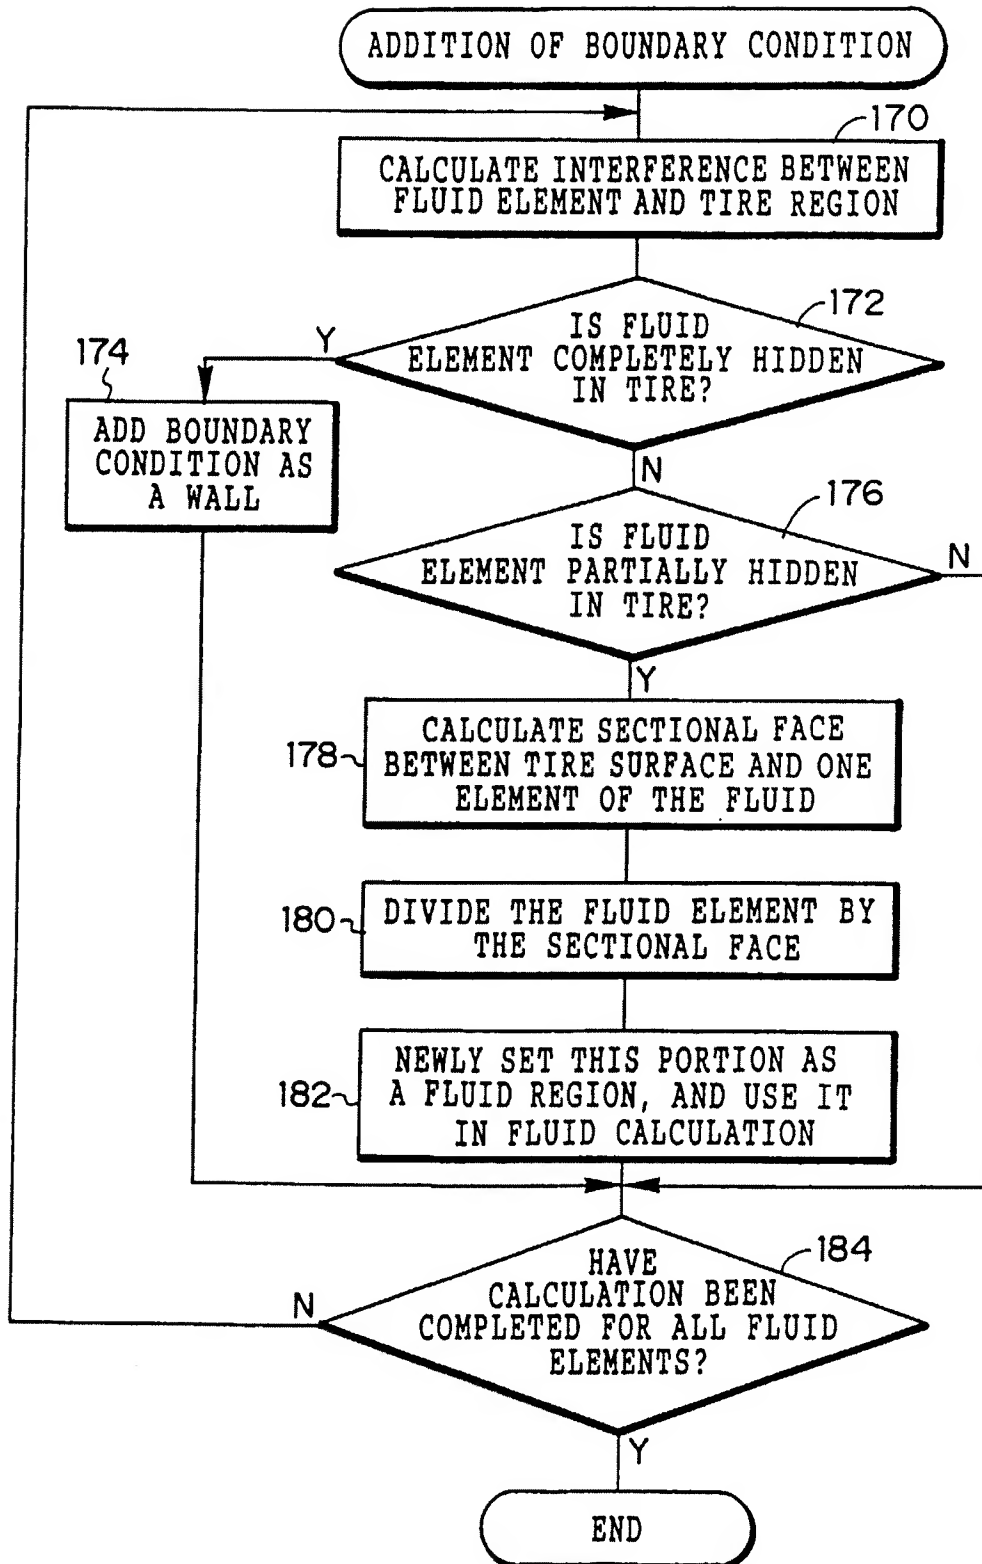 ADDITION OF BOUNDARY CONDITION
170
CALCULATE INTERFERENCE BETWEEN
FLUID ELEMENT AND TIRE REGION
172
IS FLUID
ELEMENT COMPLETELY HIDDEN
IN TIRE?
Y
174
ADD BOUNDARY
CONDITION AS
A WALL
N
176
IS FLUID
ELEMENT PARTIALLY HIDDEN
IN TIRE?
N
Y
178
CALCULATE SECTIONAL FACE
BETWEEN TIRE SURFACE AND ONE
ELEMENT OF THE FLUID
180
DIVIDE THE FLUID ELEMENT BY
THE SECTIONAL FACE
182
NEWLY SET THIS PORTION AS
A FLUID REGION, AND USE IT
IN FLUID CALCULATION
184
HAVE
CALCULATION BEEN
COMPLETED FOR ALL FLUID
ELEMENTS?
N
Y
END